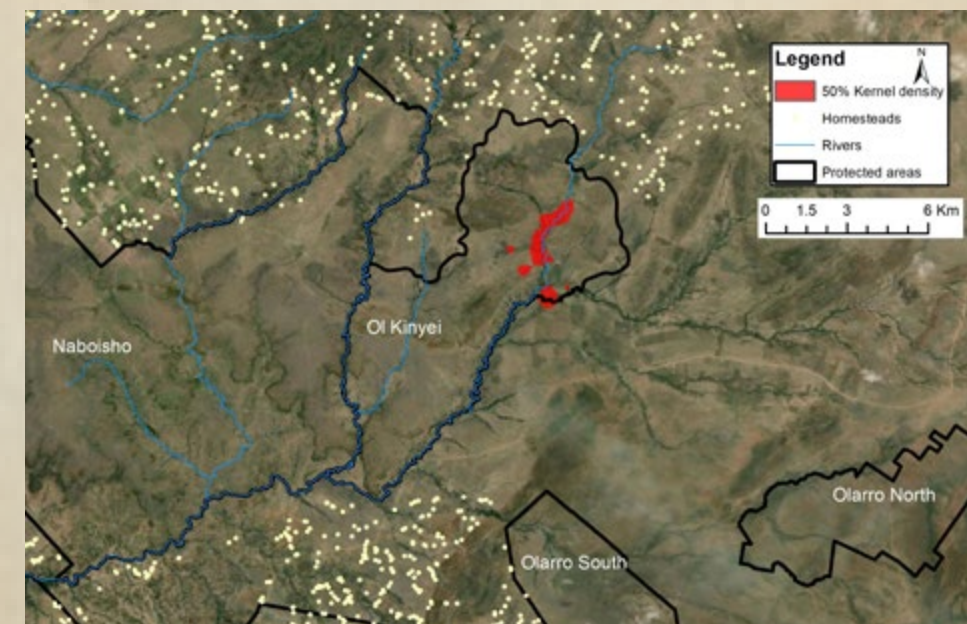 Legend
N
50% Kernel density
Homesteads
Rivers
Protected areas
0 1.5 3 6 Km
Ol Kinyei
Naboisho
Olarro North
Olarro South